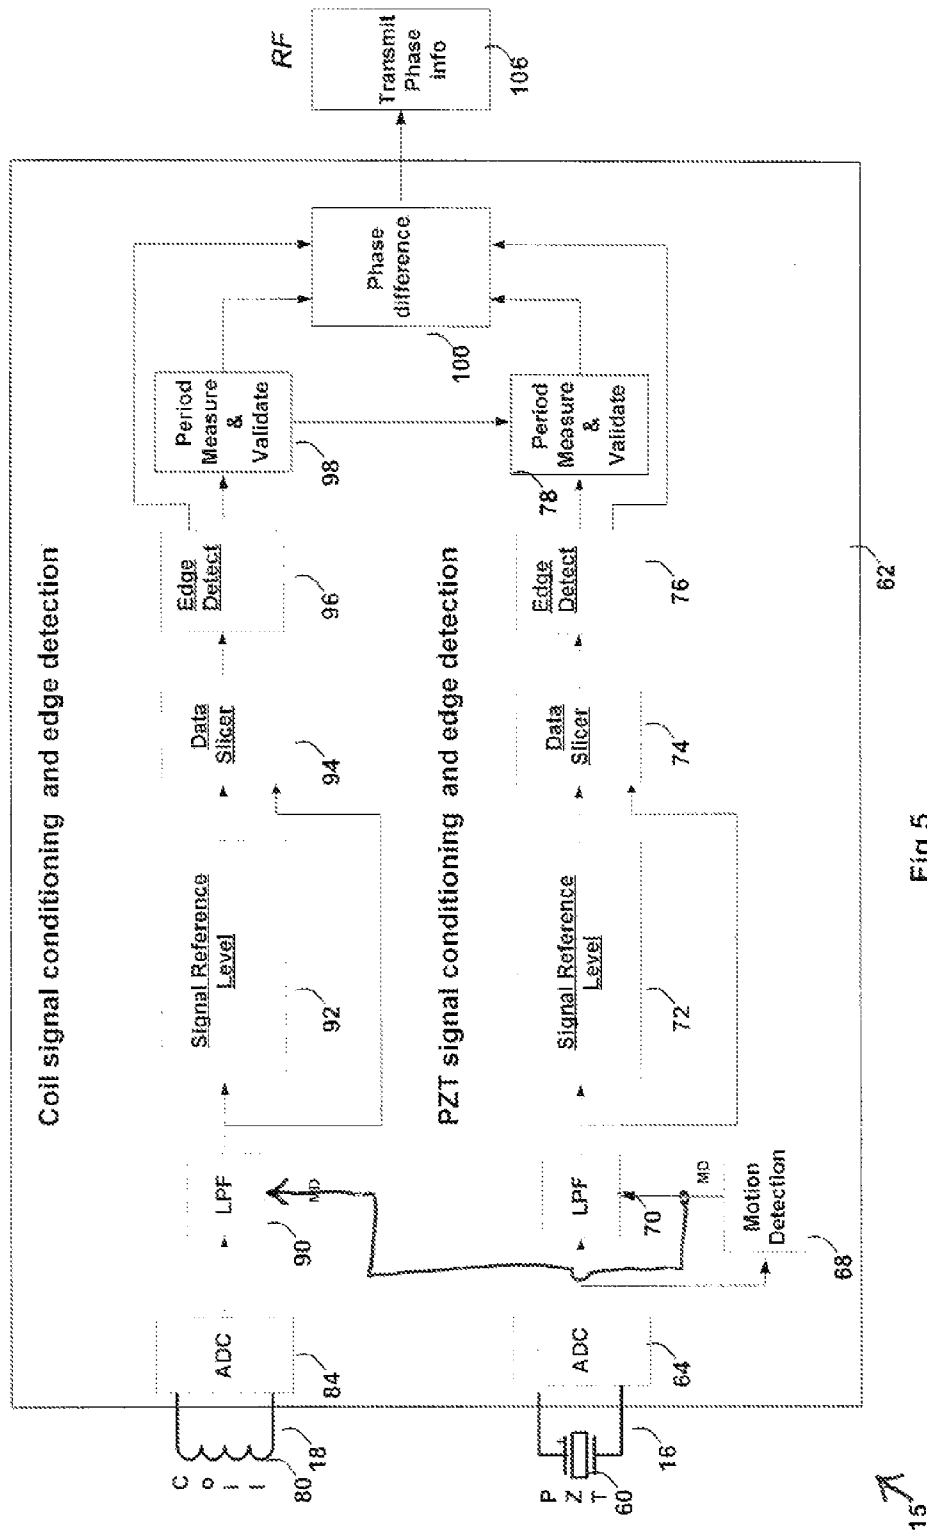 Coil signal conditioning and edge detection
RF
C
o
i
l
80
18
ADC
84
LPF
90
MD
Signal Reference
Level
92
Data
Slicer
94
Edge
Detect
96
Period
Measure
&
Validate
98
Phase
difference
100
Transmit
Phase
info
106
PZT signal conditioning and edge detection
P
Z
T
60
16
ADC
64
LPF
70
MD
Motion
Detection
68
Signal Reference
Level
72
Data
Slicer
74
Edge
Detect
76
Period
Measure
&
Validate
78
62
15
Fig 5